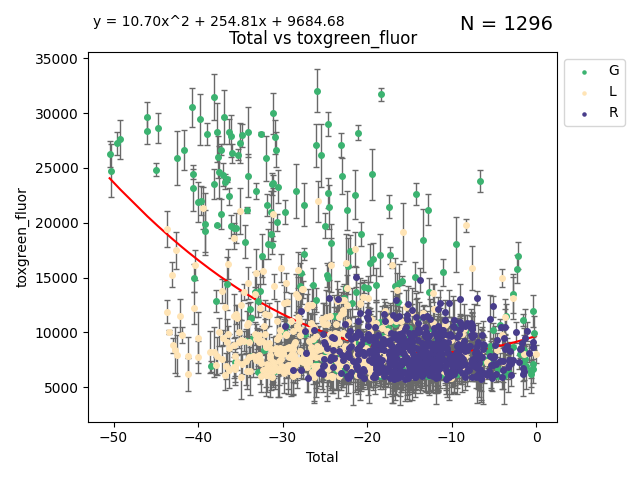 y = 10.70x^2 + 254.81x + 9684.68
N = 1296
Total vs toxgreen_fluor
35000
30000
25000
20000
15000
10000
5000
toxgreen_fluor
−50
−40
−30
−20
−10
0
Total
G
L
R